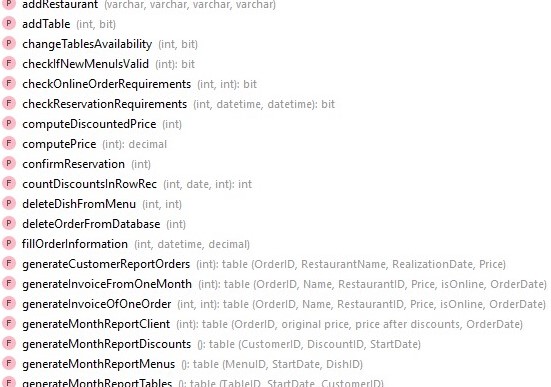 P addRestaurant (varchar, varchar, varchar, varchar)
P addTable (int, bit)
P changeTablesAvailability (int, bit)
F checkIfNewMenuIsValid (int): bit
F checkOnlineOrderRequirements (int, int): bit
F checkReservationRequirements (int, datetime, datetime): bit
P computeDiscountedPrice (int)
F computePrice (int): decimal
P confirmReservation (int)
F countDiscountsInRowRec (int, date, int): int
P deleteDishFromMenu (int, int)
P deleteOrderFromDatabase (int)
P fillOrderInformation (int, datetime, decimal)
F generateCustomerReportOrders (int): table (OrderID, RestaurantName, RealizationDate, Price)
F generateInvoiceFromOneMonth (int): table (OrderID, Name, RestaurantID, Price, isOnline, OrderDate)
F generateInvoiceOfOneOrder (int, int): table (OrderID, Name, RestaurantID, Price, isOnline, OrderDate)
F generateMonthReportClient (int): table (OrderID, original price, price after discounts, OrderDate)
F generateMonthReportDiscounts (): table (CustomerID, DiscountID, StartDate)
F generateMonthReportMenus (): table (MenuID, StartDate, DishID)
F generateMonthReportTables (): table (TableID, StartDate, CustomerID)